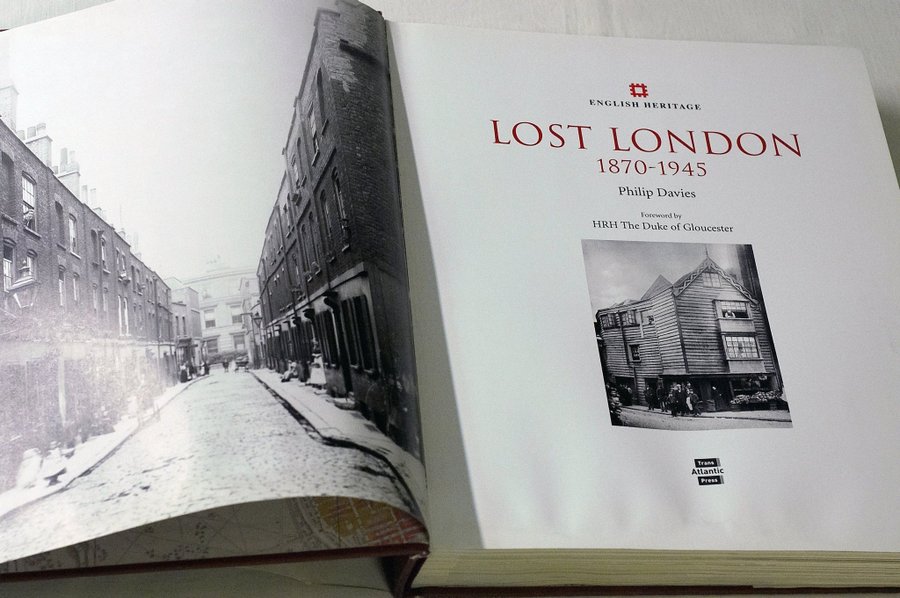 ENGLISH HERITAGE
LOST LONDON
1870-1945
Philip Davies
Foreword by
HRH The Duke of Gloucester
Trans
Atlantic
Press